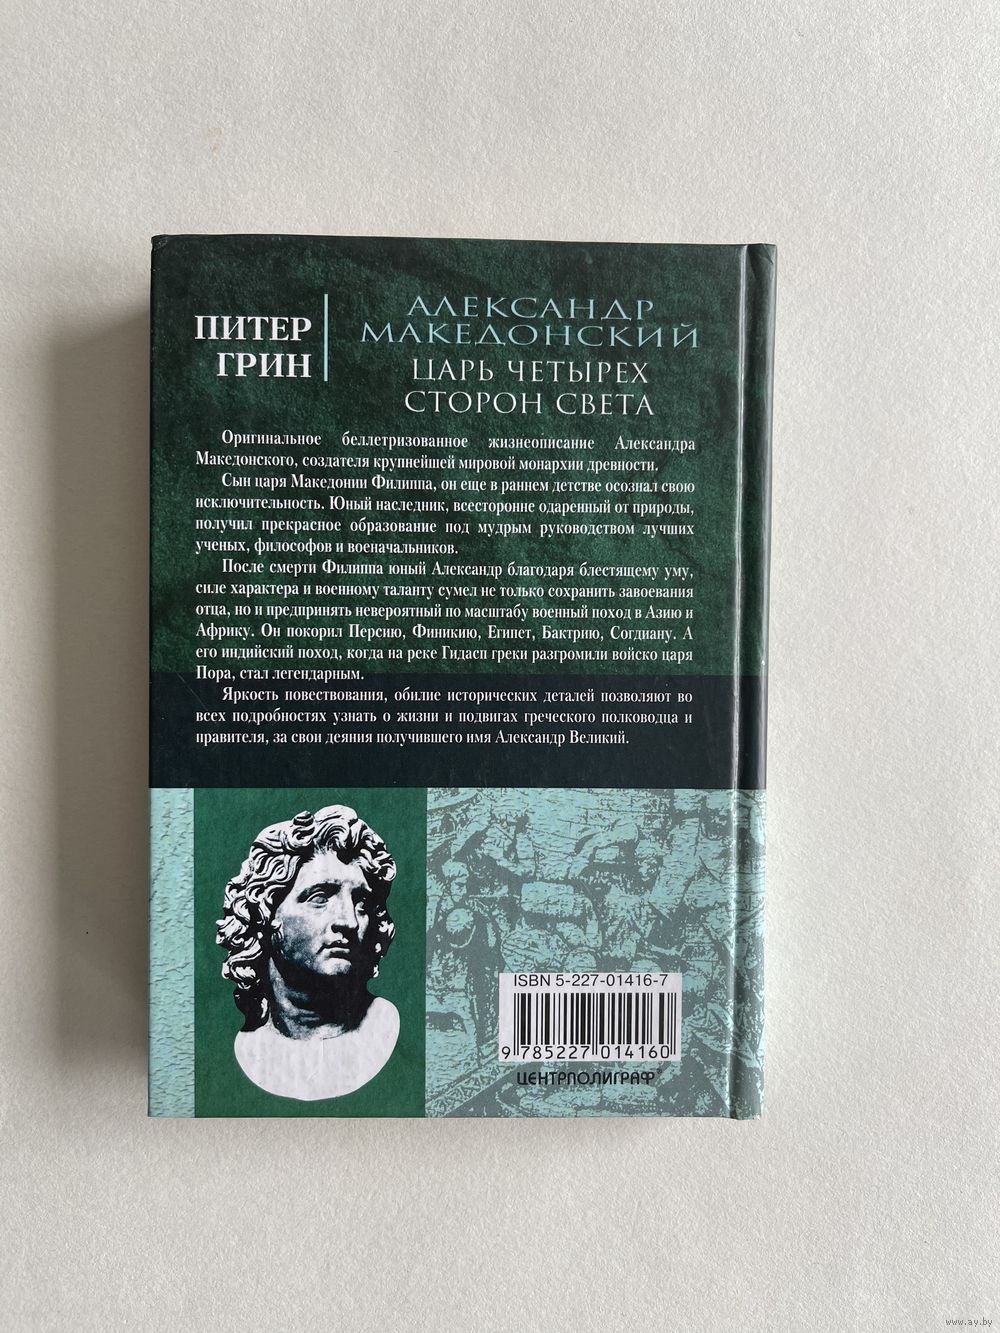 ПИТЕР
ГРИН
АЛЕКСАНДР
МАКЕДОНСКИЙ
ЦАРЬ ЧЕТЫРЕХ
СТОРОН СВЕТА
Оригинальное беллетризованное жизнеописание Александра
Македонского, создателя крупнейшей мировой монархии древности.
Сын царя Македонии Филиппа, он еще в раннем детстве осознал свою
исключительность. Юный наследник, всесторонне одаренный от природы,
получил прекрасное образование под мудрым руководством лучших
ученых, философов и военачальников.
После смерти Филиппа юный Александр благодаря блестящему уму,
силе характера и военному таланту сумел не только сохранить завоевания
отца, но и предпринять невероятный по масштабу военный поход в Азию и
Африку. Он покорил Персию, Финикию, Египет, Бактрию, Согдиану. А
его индийский поход, когда на реке Гидасп греки разгромили войско царя
Пора, стал легендарным.
Яркость повествования, обилие исторических деталей позволяют во
всех подробностях узнать о жизни и подвигах греческого полководца и
правителя, за свои деяния получившего имя Александр Великий.
ISBN 5-227-01416-7
9 785227 014160
ЦЕНТРПОЛИГРАФ
www.ay.by